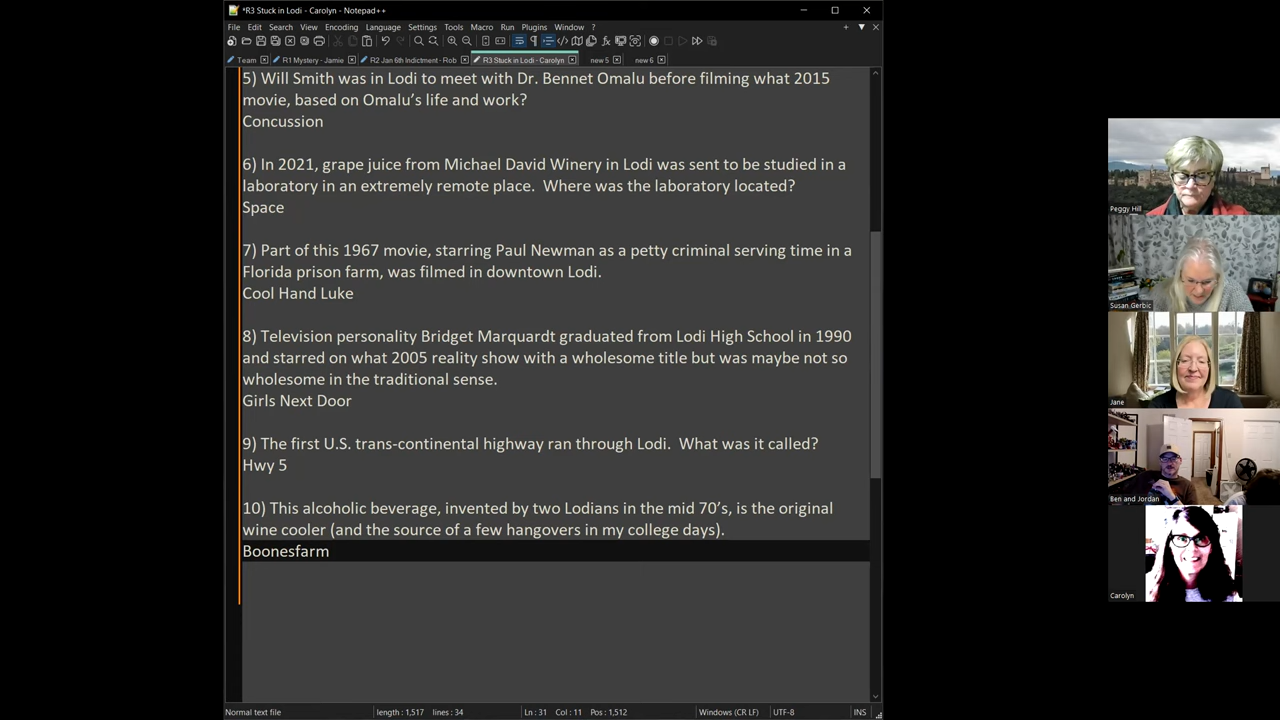 *R3 Stuck in Lodi - Carolyn - Notepad++
File Edit Search View Encoding Language Settings Tools Macro Run Plugins Window ?
Team R1 Mystery - Jamie R2 Jan 6th Indictment - Rob R3 Stuck in Lodi - Carolyn new 5 new 6
5) Will Smith was in Lodi to meet with Dr. Bennet Omalu before filming what 2015
movie, based on Omalu’s life and work?
Concussion
6) In 2021, grape juice from Michael David Winery in Lodi was sent to be studied in a
laboratory in an extremely remote place.  Where was the laboratory located?
Space
7) Part of this 1967 movie, starring Paul Newman as a petty criminal serving time in a
Florida prison farm, was filmed in downtown Lodi.
Cool Hand Luke
8) Television personality Bridget Marquardt graduated from Lodi High School in 1990
and starred on what 2005 reality show with a wholesome title but was maybe not so
wholesome in the traditional sense.
Girls Next Door
9) The first U.S. trans-continental highway ran through Lodi.  What was it called?
Hwy 5
10) This alcoholic beverage, invented by two Lodians in the mid 70’s, is the original
wine cooler (and the source of a few hangovers in my college days).
Boonesfarm
Normal text file length : 1,517 lines : 34 Ln : 31 Col : 11 Pos : 1,512 Windows (CR LF) UTF-8 INS
Peggy Hill
Susan Gerbic
Jane
Ben and Jordan
Carolyn